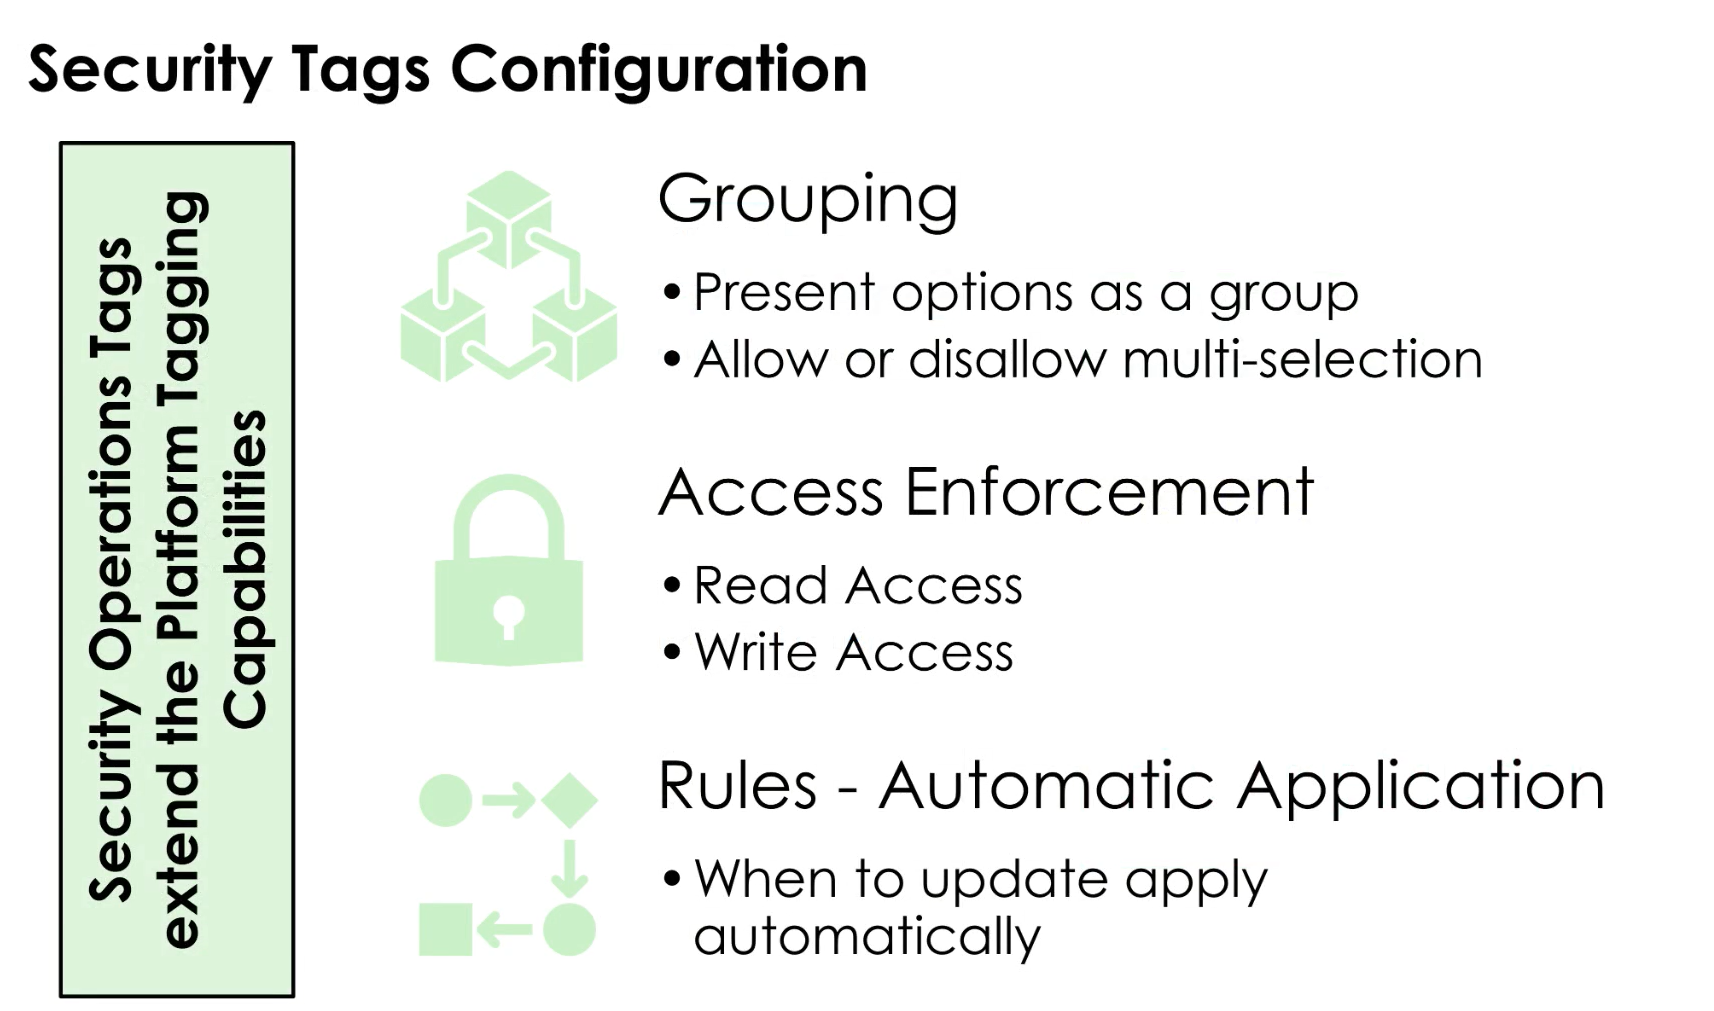 Security Tags Configuration
Security Operations Tags
extend the Platform Tagging
Capabilities
Grouping
• Present options as a group
• Allow or disallow multi-selection
Access Enforcement
• Read Access
• Write Access
Rules - Automatic Application
• When to update apply
automatically